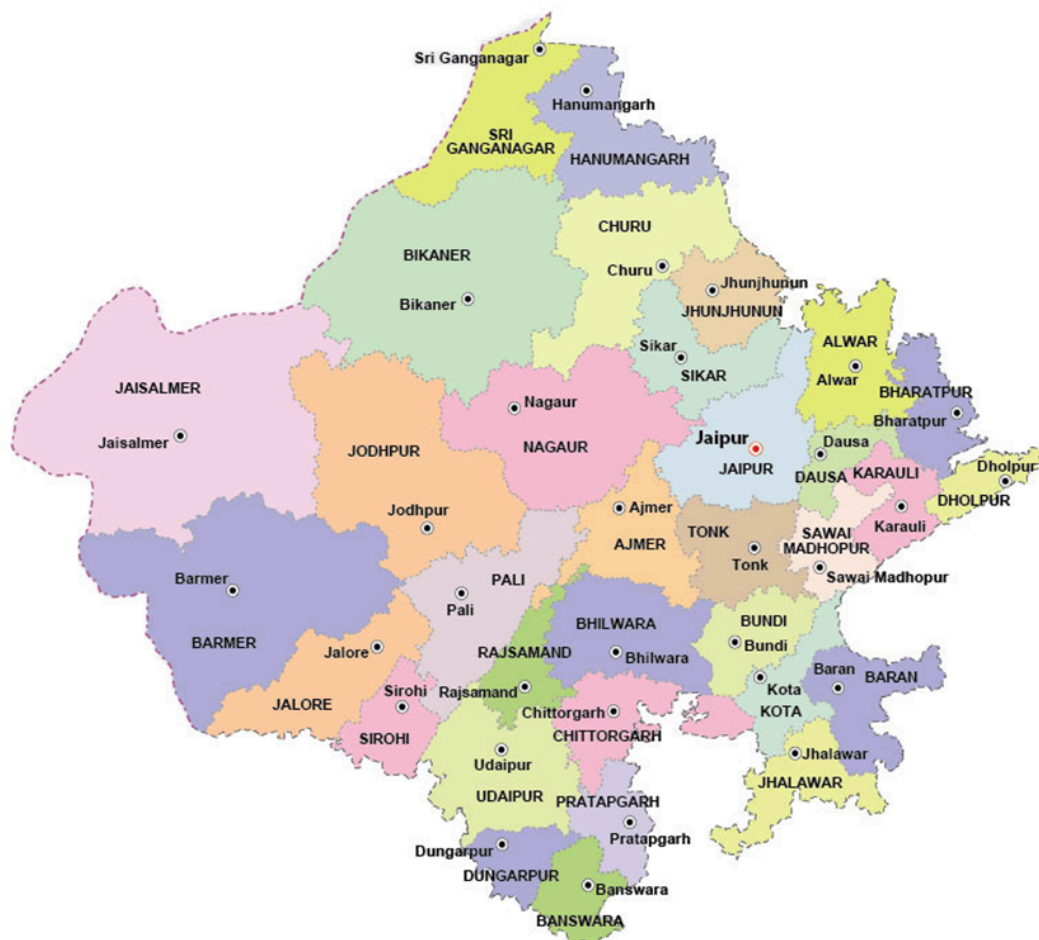 Sri Ganganagar
Hanumangarh
SRI
GANGANAGAR
HANUMANGARH
CHURU
BIKANER
Churu
Jhunjhunun
Bikaner
JHUNJHUNUN
Sikar
ALWAR
SIKAR
Alwar
BHARATPUR
JAISALMER
Nagaur
Bharatpur
Jaisalmer
Jaipur
Dausa
JODHPUR
NAGAUR
JAIPUR
Dholpur
DAUSA
KARAULI
DHOLPUR
Ajmer
Karauli
Jodhpur
TONK
SAWAI
MADHOPUR
AJMER
Tonk
Sawai Madhopur
Barmer
PALI
Pali
BHILWARA
BUNDI
BARMER
Jalore
RAJSAMAND
Bhilwara
Bundi
Baran
BARAN
Sirohi
Rajsamand
Kota
JALORE
Chittorgarh
KOTA
SIROHI
CHITTORGARH
Udaipur
Jhalawar
JHALAWAR
UDAIPUR
PRATAPGARH
Pratapgarh
Dungarpur
DUNGARPUR
Banswara
BANSWARA